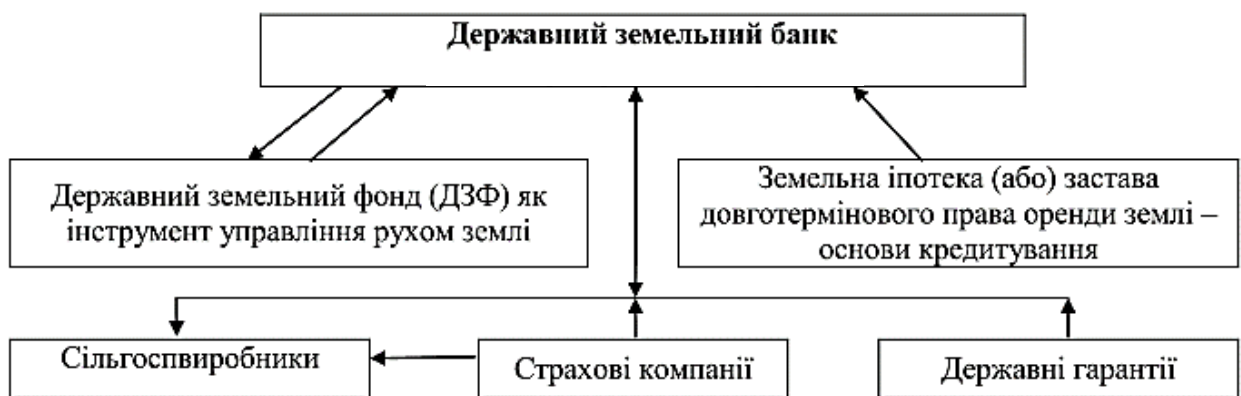 Державний земельний банк
Державний земельний фонд (ДЗФ) як
інструмент управління рухом землі
Земельна іпотека (або) застава
довготермінового права оренди землі –
основи кредитування
Сільгоспвиробники
Страхові компанії
Державні гарантії